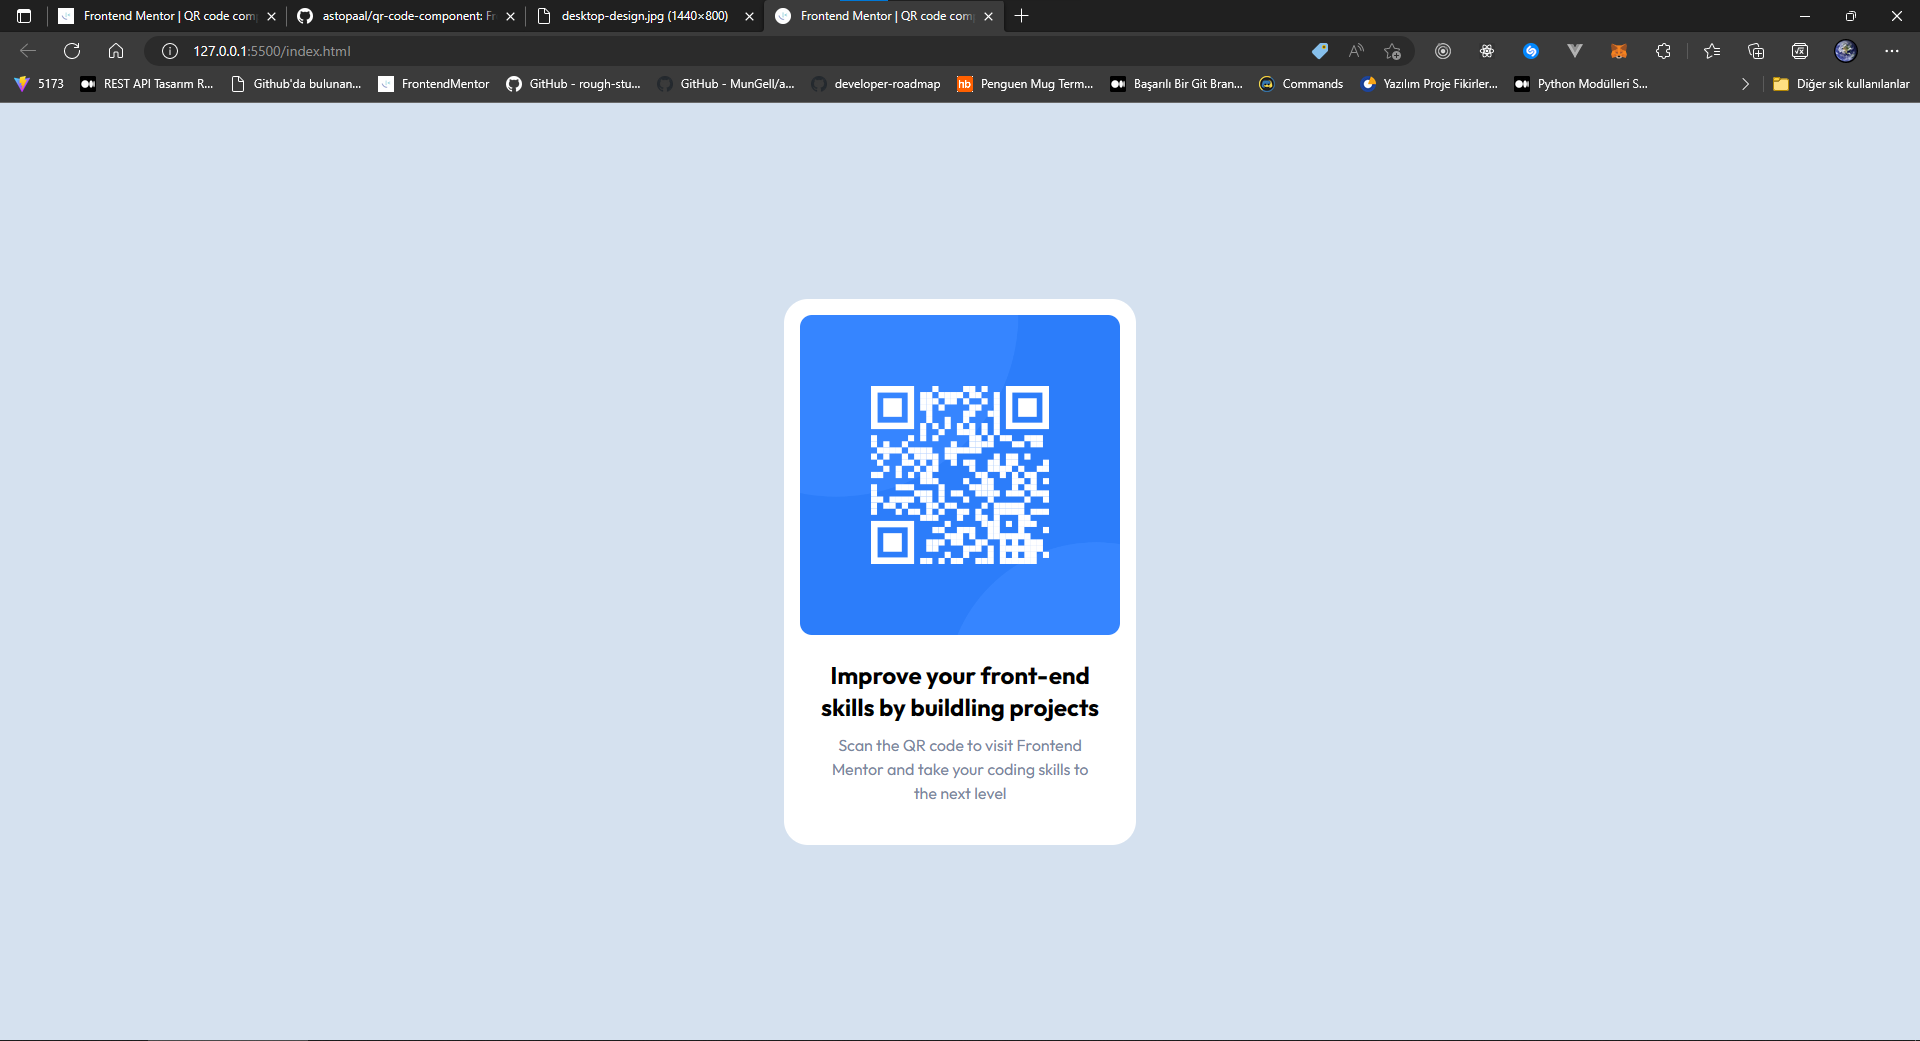 Frontend Mentor | QR code com
astopaal/qr-code-component: Fr
desktop-design.jpg (1440×800)
Frontend Mentor | QR code com
127.0.0.1:5500/index.html
5173
REST API Tasarım R...
Github'da bulunan...
FrontendMentor
GitHub - rough-stu...
GitHub - MunGell/a...
developer-roadmap
hb
Penguen Mug Term...
Başarılı Bir Git Bran...
Commands
Yazılım Proje Fikirler...
Python Modülleri S...
Diğer sık kullanılanlar
Improve your front-end
skills by buildling projects
Scan the QR code to visit Frontend
Mentor and take your coding skills to
the next level